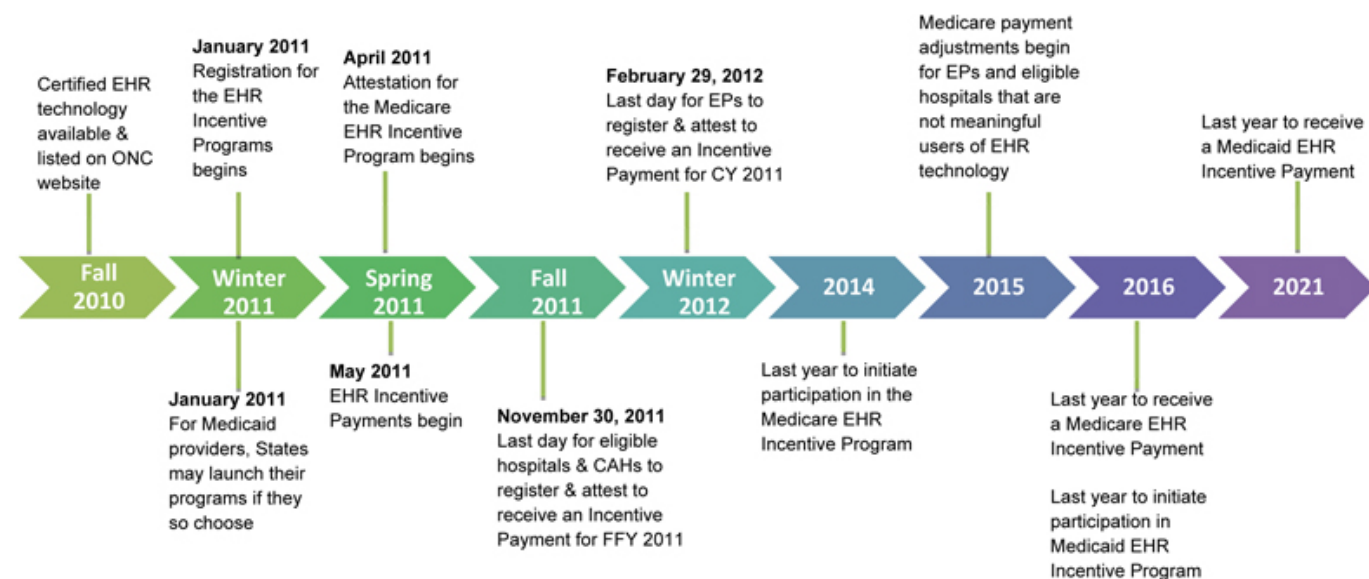 Certified EHR
technology
available &
listed on ONC
website
January 2011
Registration for
the EHR
Incentive
Programs
begins
April 2011
Attestation for
the Medicare
EHR Incentive
Program begins
February 29, 2012
Last day for EPs to
register & attest to
receive an Incentive
Payment for CY 2011
Medicare payment
adjustments begin
for EPs and eligible
hospitals that are
not meaningful
users of EHR
technology
Last year to receive
a Medicaid EHR
Incentive Payment
Fall
2010
Winter
2011
Spring
2011
Fall
2011
Winter
2012
2014
2015
2016
2021
January 2011
For Medicaid
providers, States
may launch their
programs if they
so choose
May 2011
EHR Incentive
Payments begin
November 30, 2011
Last day for eligible
hospitals & CAHs to
register & attest to
receive an Incentive
Payment for FFY 2011
Last year to initiate
participation in the
Medicare EHR
Incentive Program
Last year to receive
a Medicare EHR
Incentive Payment
Last year to initiate
participation in
Medicaid EHR
Incentive Program